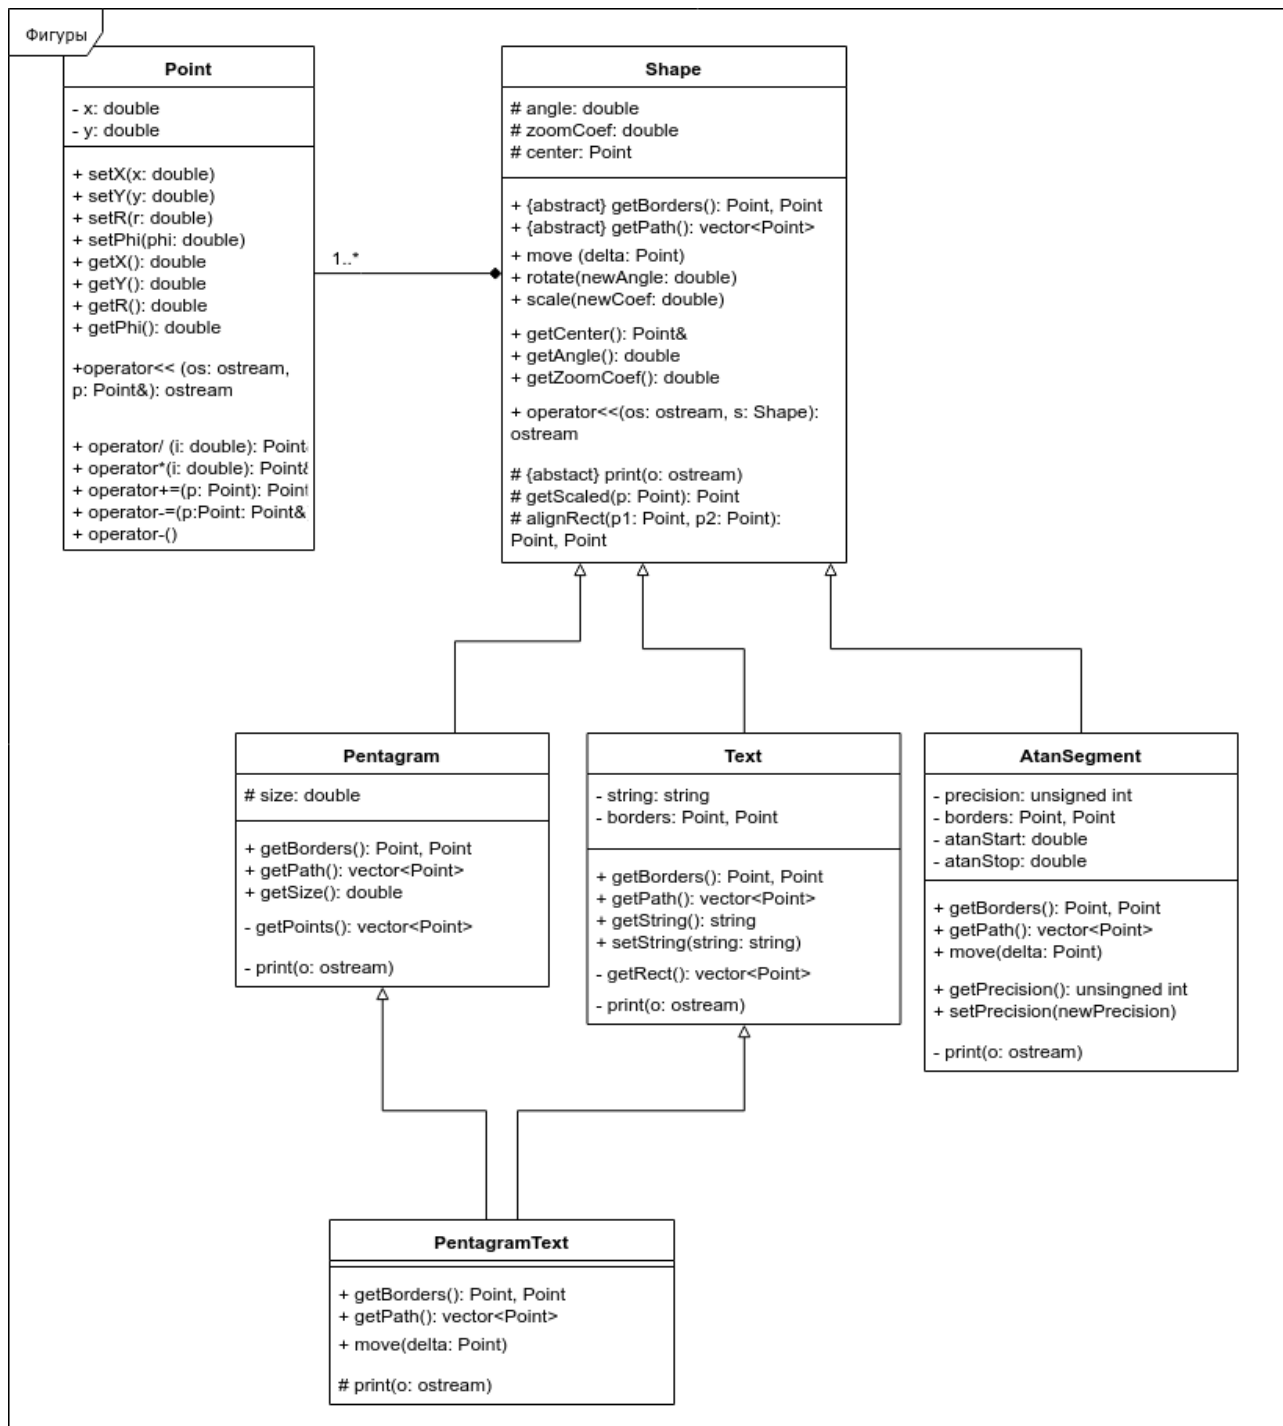 Фигуры
Point
- x: double
- y: double
+ setX(x: double)
+ setY(y: double)
+ setR(r: double)
+ setPhi(phi: double)
+ getX(): double
+ getY(): double
+ getR(): double
+ getPhi(): double
+operator<< (os: ostream,
p: Point&): ostream
+ operator/ (i: double): Point&
+ operator*(i: double): Point&
+ operator+=(p: Point): Point
+ operator-=(p:Point: Point&
+ operator-()
1..*
Shape
# angle: double
# zoomCoef: double
# center: Point
+ {abstract} getBorders(): Point, Point
+ {abstract} getPath(): vector<Point>
+ move (delta: Point)
+ rotate(newAngle: double)
+ scale(newCoef: double)
+ getCenter(): Point&
+ getAngle(): double
+ getZoomCoef(): double
+ operator<<(os: ostream, s: Shape):
ostream
# {abstact} print(o: ostream)
# getScaled(p: Point): Point
# alignRect(p1: Point, p2: Point):
Point, Point
Pentagram
# size: double
+ getBorders(): Point, Point
+ getPath(): vector<Point>
+ getSize(): double
- getPoints(): vector<Point>
- print(o: ostream)
Text
- string: string
- borders: Point, Point
+ getBorders(): Point, Point
+ getPath(): vector<Point>
+ getString(): string
+ setString(string: string)
- getRect(): vector<Point>
- print(o: ostream)
AtanSegment
- precision: unsigned int
- borders: Point, Point
- atanStart: double
- atanStop: double
+ getBorders(): Point, Point
+ getPath(): vector<Point>
+ move(delta: Point)
+ getPrecision(): unsingned int
+ setPrecision(newPrecision)
- print(o: ostream)
PentagramText
+ getBorders(): Point, Point
+ getPath(): vector<Point>
+ move(delta: Point)
# print(o: ostream)